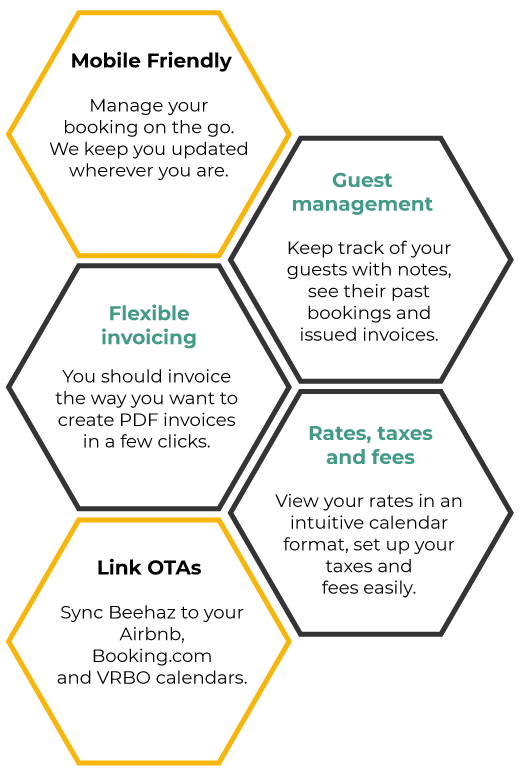 Mobile Friendly
Manage your
booking on the go.
We keep you updated
wherever you are.
Guest
management
Keep track of your
guests with notes,
see their past
bookings and
issued invoices.
Flexible
invoicing
You should invoice
the way you want to
create PDF invoices
in a few clicks.
Rates, taxes
and fees
View your rates in an
intuitive calendar
format, set up your
taxes and
fees easily.
Link OTAs
Sync Beehaz to your
Airbnb,
Booking.com
and VRBO calendars.